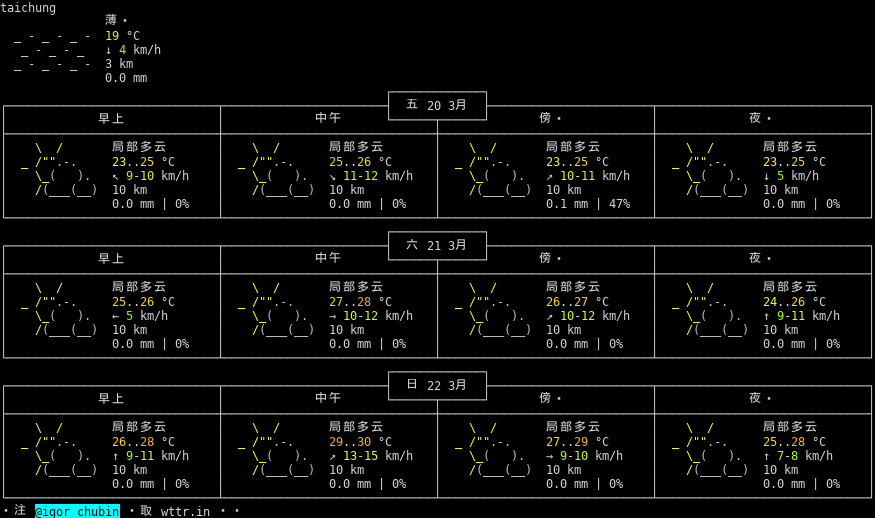 taichung
薄
19 °C
↓ 4 km/h
3 km
0.0 mm
五 20 3月
早上 中午 傍 夜
局部多云 局部多云 局部多云 局部多云
23..25 °C 25..26 °C 23..25 °C 23..25 °C
↖ 9-10 km/h ↘ 11-12 km/h ↗ 10-11 km/h ↓ 5 km/h
10 km 10 km 10 km 10 km
0.0 mm | 0% 0.0 mm | 0% 0.1 mm | 47% 0.0 mm | 0%
六 21 3月
早上 中午 傍 夜
局部多云 局部多云 局部多云 局部多云
25..26 °C 27..28 °C 26..27 °C 24..26 °C
← 5 km/h → 10-12 km/h ↗ 10-12 km/h ↑ 9-11 km/h
10 km 10 km 10 km 10 km
0.0 mm | 0% 0.0 mm | 0% 0.0 mm | 0% 0.0 mm | 0%
日 22 3月
早上 中午 傍 夜
局部多云 局部多云 局部多云 局部多云
26..28 °C 29..30 °C 27..29 °C 25..28 °C
↑ 9-11 km/h ↗ 13-15 km/h → 9-10 km/h ↑ 7-8 km/h
10 km 10 km 10 km 10 km
0.0 mm | 0% 0.0 mm | 0% 0.0 mm | 0% 0.0 mm | 0%
注 @igor_chubin 取 wttr.in